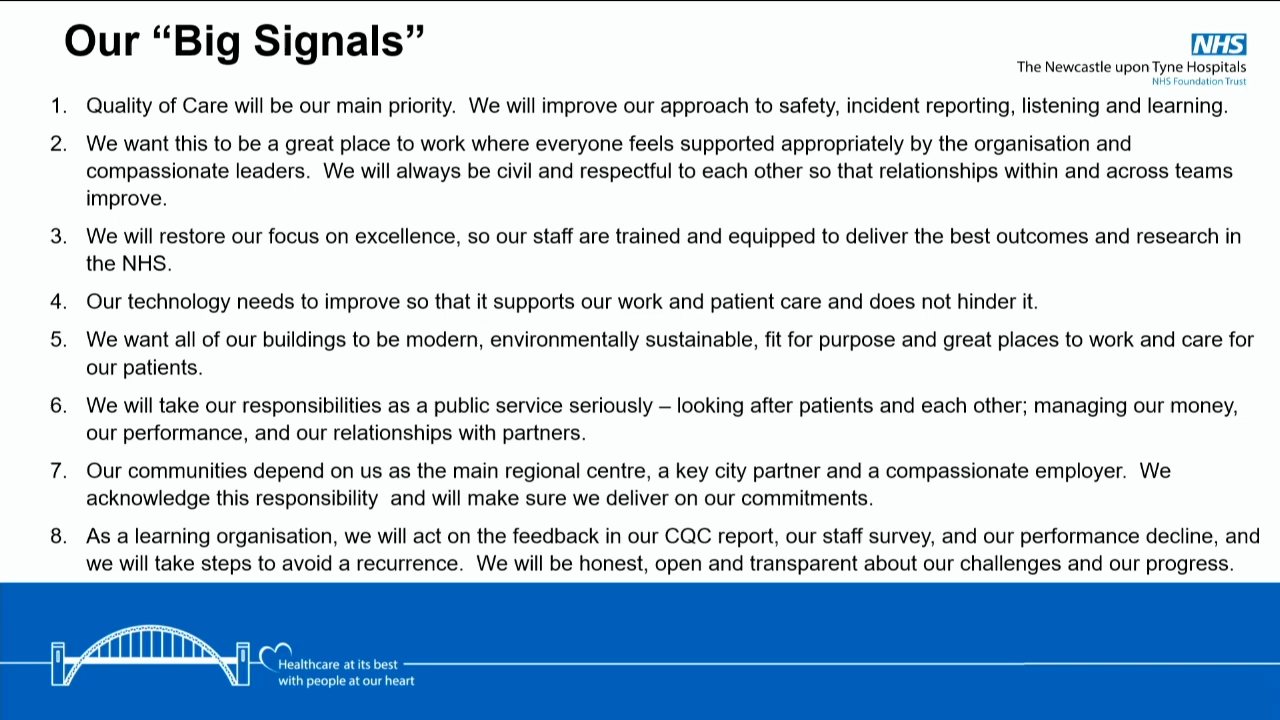 Our “Big Signals”
NHS
The Newcastle upon Tyne Hospitals
NHS Foundation Trust
1. Quality of Care will be our main priority.  We will improve our approach to safety, incident reporting, listening and learning.
2. We want this to be a great place to work where everyone feels supported appropriately by the organisation and
compassionate leaders.  We will always be civil and respectful to each other so that relationships within and across teams
improve.
3. We will restore our focus on excellence, so our staff are trained and equipped to deliver the best outcomes and research in
the NHS.
4. Our technology needs to improve so that it supports our work and patient care and does not hinder it.
5. We want all of our buildings to be modern, environmentally sustainable, fit for purpose and great places to work and care for
our patients.
6. We will take our responsibilities as a public service seriously – looking after patients and each other; managing our money,
our performance, and our relationships with partners.
7. Our communities depend on us as the main regional centre, a key city partner and a compassionate employer.  We
acknowledge this responsibility  and will make sure we deliver on our commitments.
8. As a learning organisation, we will act on the feedback in our CQC report, our staff survey, and our performance decline, and
we will take steps to avoid a recurrence.  We will be honest, open and transparent about our challenges and our progress.
Healthcare at its best
with people at our heart